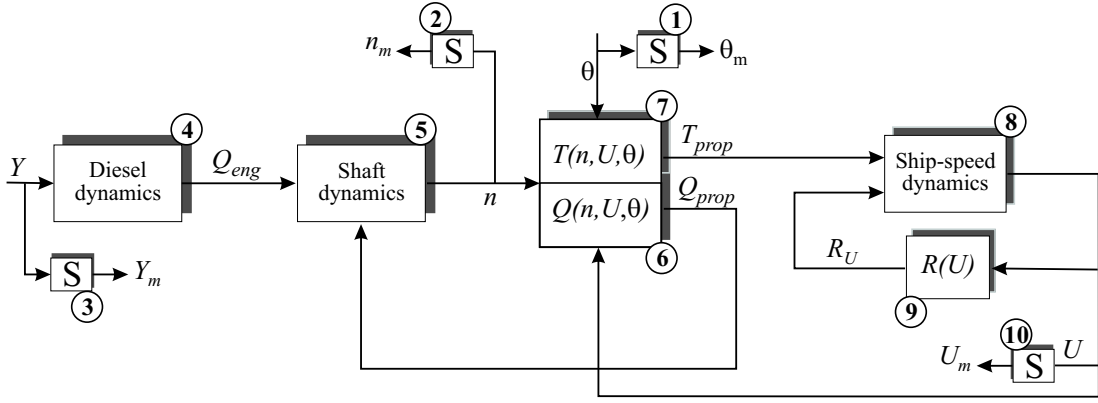 2
1
n_m
S
S
θ_m
θ
4
5
7
8
Y
Diesel
dynamics
Q_eng
Shaft
dynamics
n
T(n,U,θ)
T_prop
Q(n,U,θ)
Q_prop
Ship-speed
dynamics
6
R_U
R(U)
S
Y_m
3
9
10
U_m
S
U